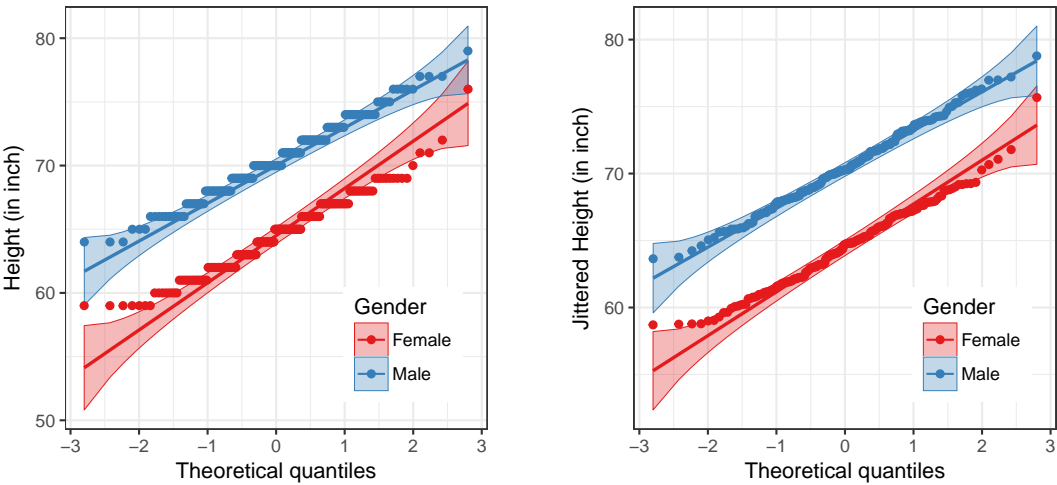 Height (in inch)
80
70
60
50
−3
−2
−1
0
1
2
3
Theoretical quantiles
Gender
Female
Male
Jittered Height (in inch)
80
70
60
−3
−2
−1
0
1
2
3
Theoretical quantiles
Gender
Female
Male